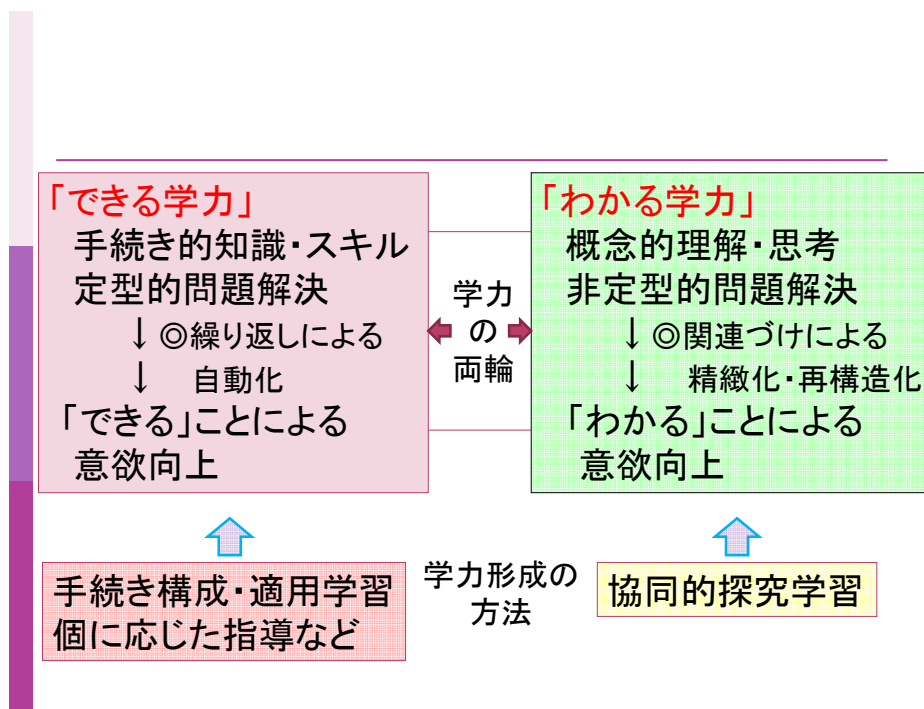 「できる学力」
手続き的知識・スキル
定型的問題解決
↓ ◎繰り返しによる
↓ 自動化
「できる」ことによる
意欲向上
学力
の
両輪
「わかる学力」
概念的理解・思考
非定型的問題解決
↓ ◎関連づけによる
↓ 精緻化・再構造化
「わかる」ことによる
意欲向上
手続き構成・適用学習
個に応じた指導など
学力形成の
方法
協同的探究学習